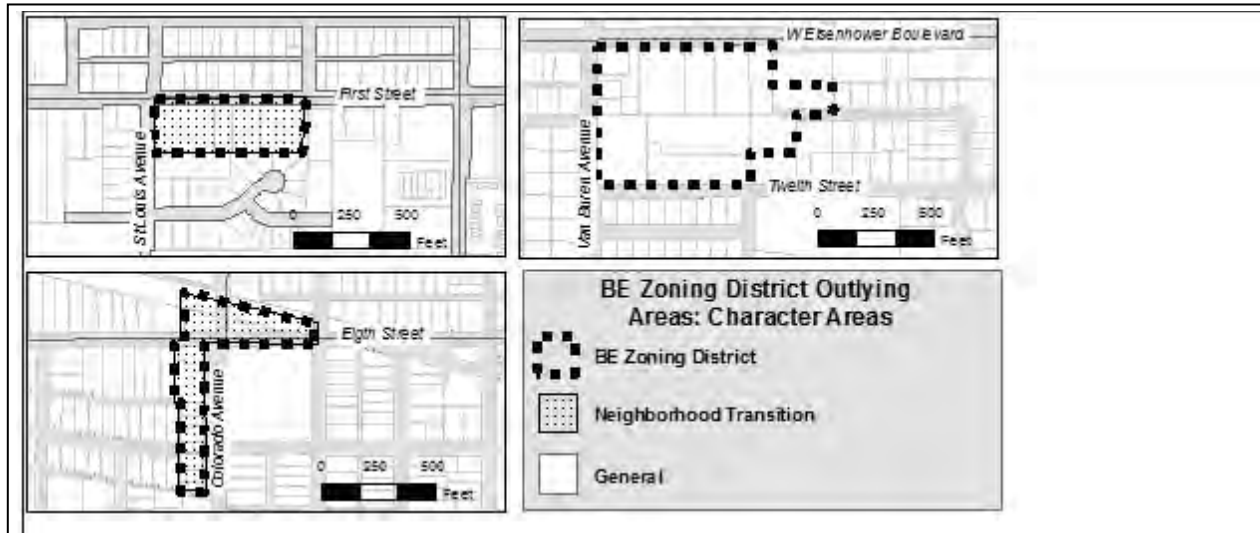 First Street
St Louis Avenue
0 250 500
Feet
W Eisenhower Boulevard
Van Buren Avenue
Twelth Street
0 250 500
Feet
Eigth Street
Colorado Avenue
0 250 500
Feet
BE Zoning District Outlying
Areas: Character Areas
BE Zoning District
Neighborhood Transition
General